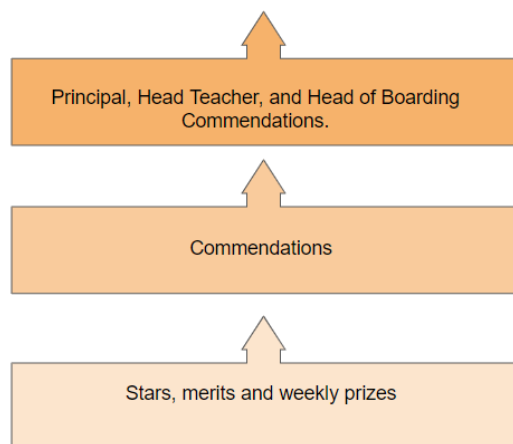 Principal, Head Teacher, and Head of Boarding
Commendations.
Commendations
Stars, merits and weekly prizes